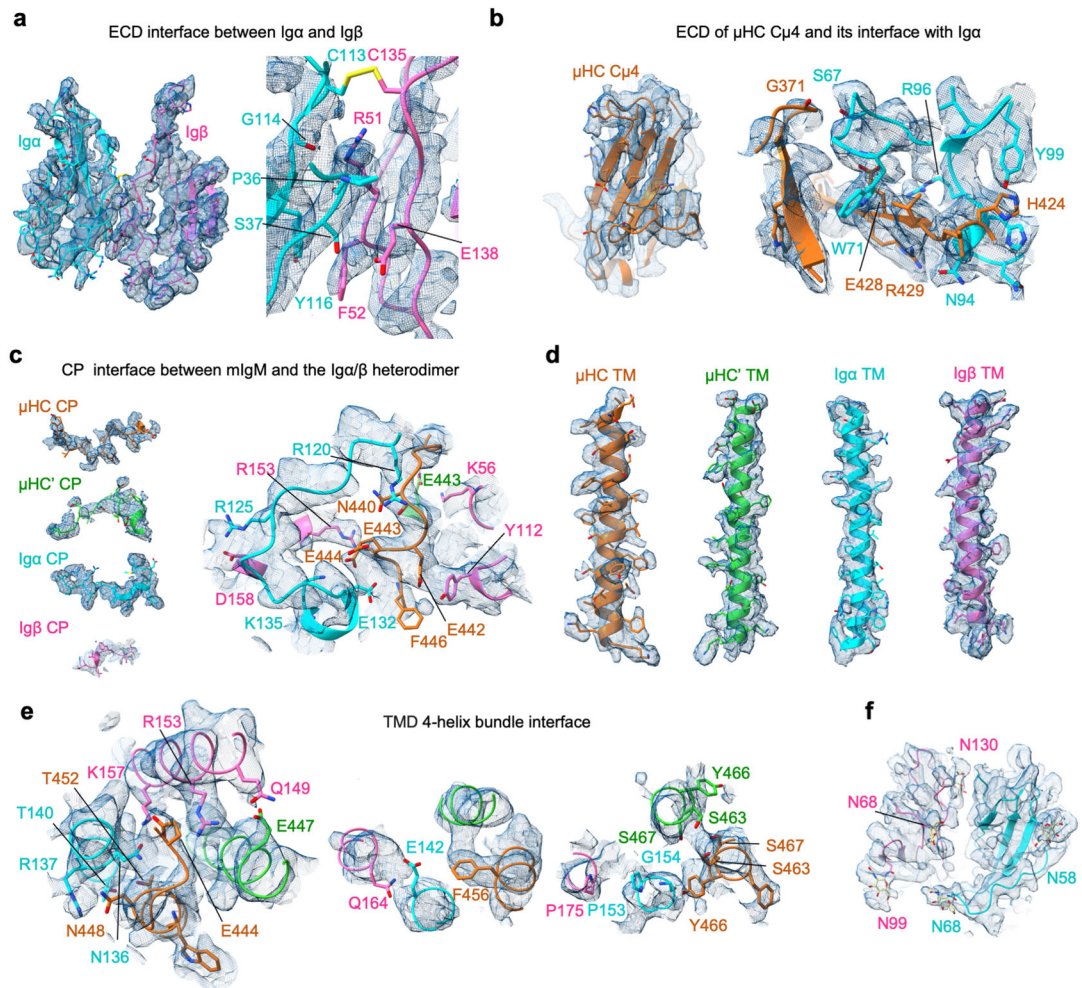 a
ECD interface between Igα and Igβ
Igα
Igβ
C113 C135
G114
R51
P36
S37
E138
Y116
F52
b
ECD of µHC Cµ4 and its interface with Igα
µHC Cµ4
G371
S67
R96
Y99
H424
W71
E428
R429
N94
c
CP interface between mIgM and the Igα/β heterodimer
µHC CP
µHC' CP
Igα CP
Igβ CP
R120
R153
E443
K56
R125
N440
E443
Y112
E444
D158
K135
E132
E442
F446
d
µHC TM
µHC' TM
Igα TM
Igβ TM
e
TMD 4-helix bundle interface
R153
K157
T452
Q149
T140
E447
R137
N448
E444
N136
E142
F456
Q164
Y466
S463
S467
G154
S467
S463
P175
P153
Y466
f
N130
N68
N58
N99
N68